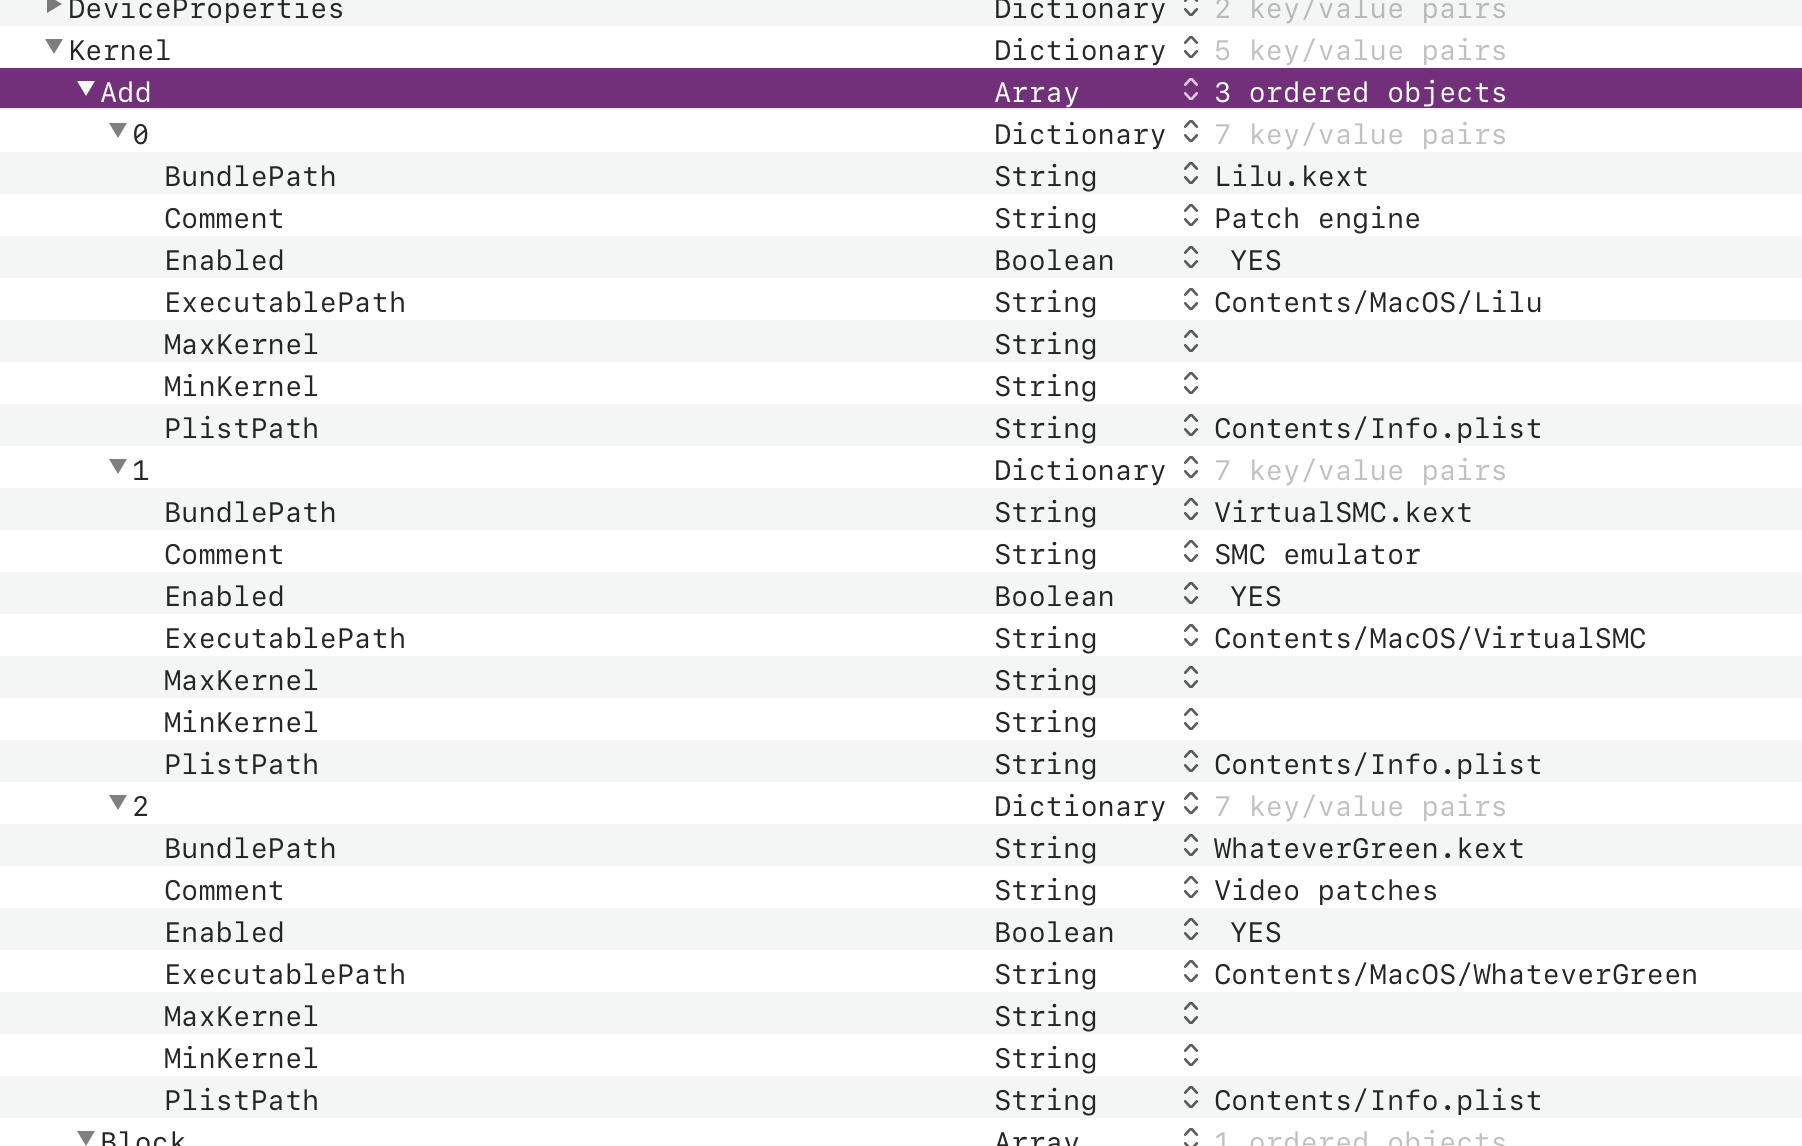 DeviceProperties Dictionary 2 key/value pairs
Kernel Dictionary 5 key/value pairs
Add Array 3 ordered objects
0 Dictionary 7 key/value pairs
BundlePath String Lilu.kext
Comment String Patch engine
Enabled Boolean YES
ExecutablePath String Contents/MacOS/Lilu
MaxKernel String
MinKernel String
PlistPath String Contents/Info.plist
1 Dictionary 7 key/value pairs
BundlePath String VirtualSMC.kext
Comment String SMC emulator
Enabled Boolean YES
ExecutablePath String Contents/MacOS/VirtualSMC
MaxKernel String
MinKernel String
PlistPath String Contents/Info.plist
2 Dictionary 7 key/value pairs
BundlePath String WhateverGreen.kext
Comment String Video patches
Enabled Boolean YES
ExecutablePath String Contents/MacOS/WhateverGreen
MaxKernel String
MinKernel String
PlistPath String Contents/Info.plist
Block Array 1 ordered objects